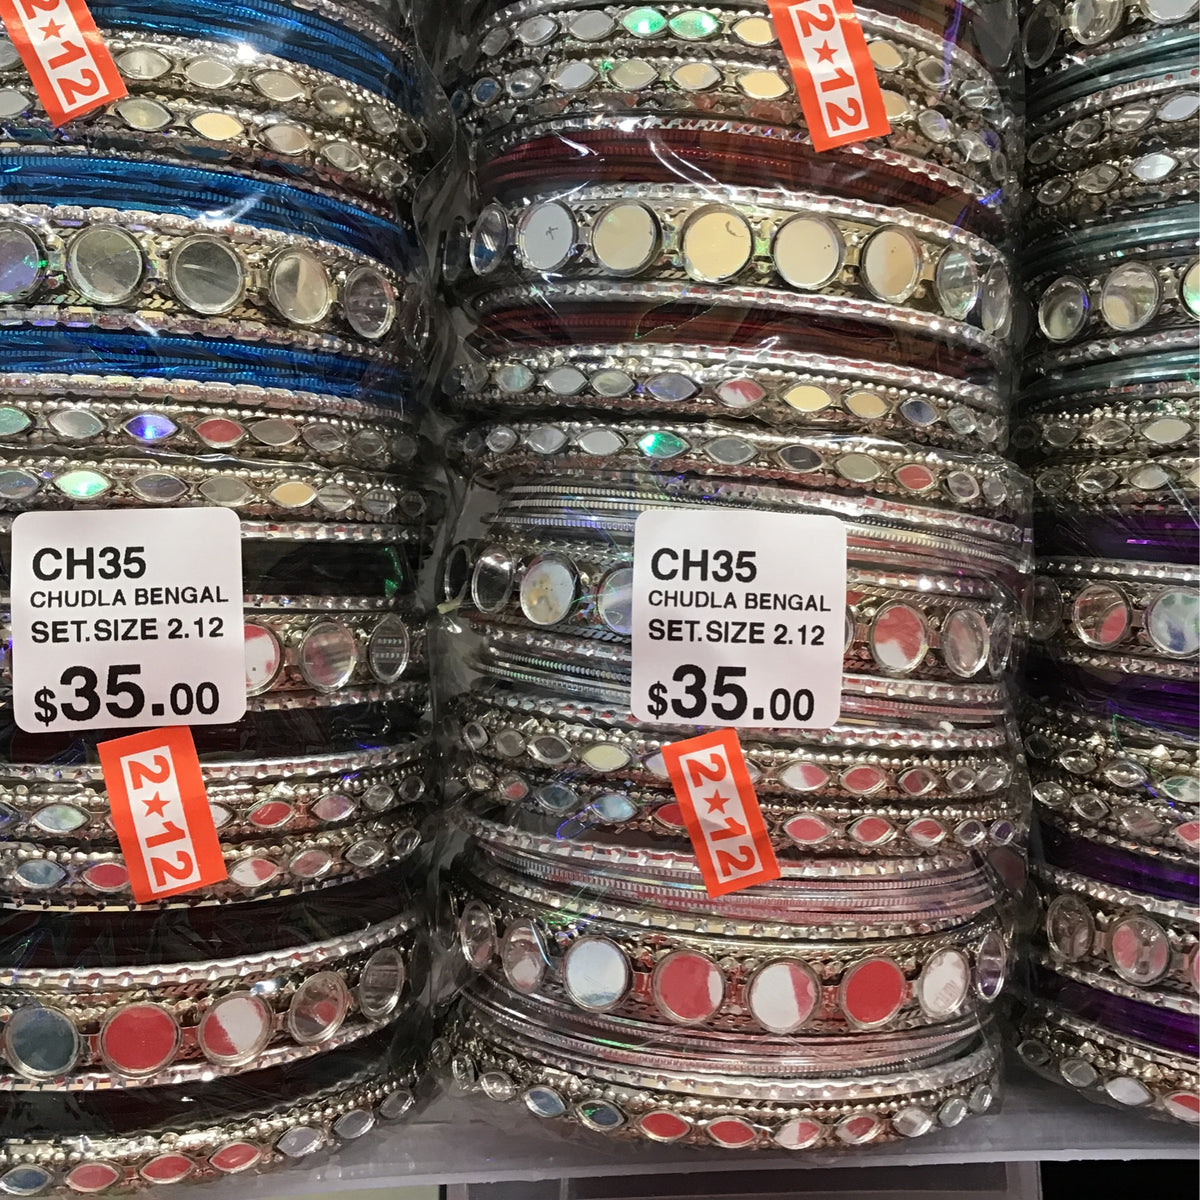 2★12
2★12
CH35
CHUDLA BENGAL
SET.SIZE 2.12
$35.00
CH35
CHUDLA BENGAL
SET.SIZE 2.12
$35.00
2★12
2★12